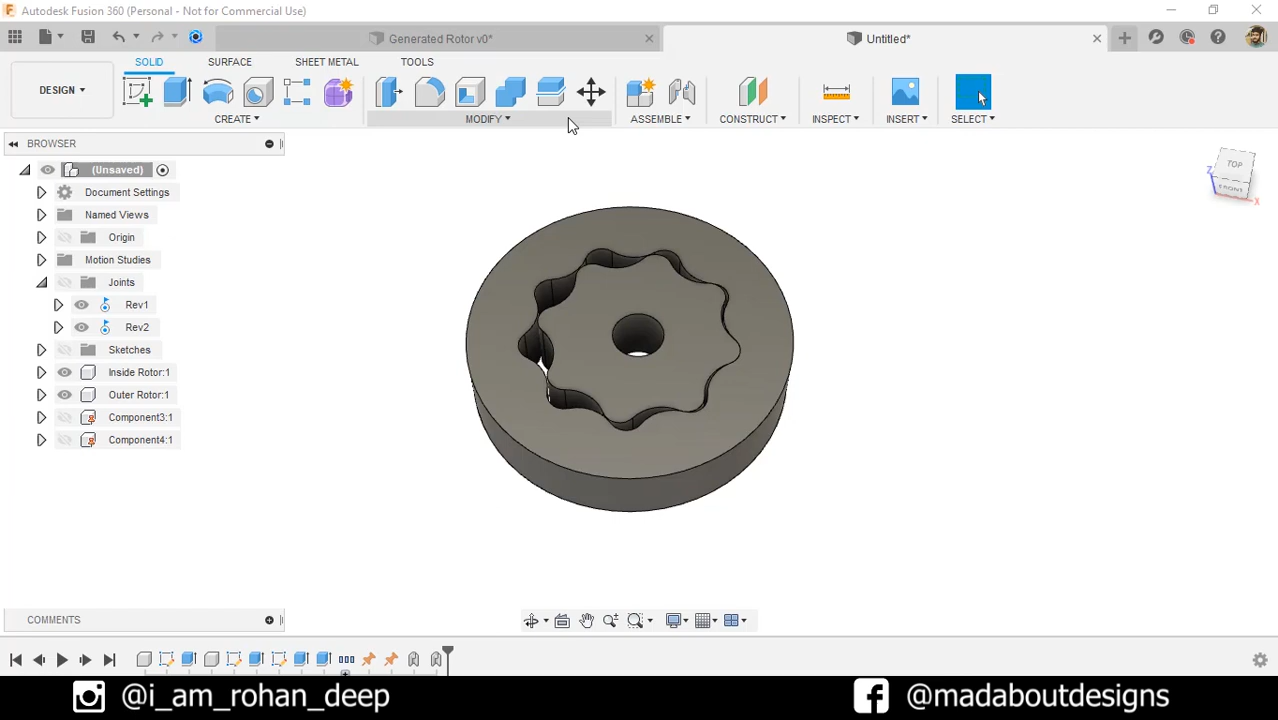 Autodesk Fusion 360 (Personal - Not for Commercial Use)
Generated Rotor v0*
Untitled*
SOLID SURFACE SHEET METAL TOOLS
DESIGN
CREATE MODIFY ASSEMBLE CONSTRUCT INSPECT INSERT SELECT
BROWSER
(Unsaved)
Document Settings
Named Views
Origin
Motion Studies
Joints
Rev1
Rev2
Sketches
Inside Rotor:1
Outer Rotor:1
Component3:1
Component4:1
TOP
FRONT
Z
X
COMMENTS
@i_am_rohan_deep @madaboutdesigns